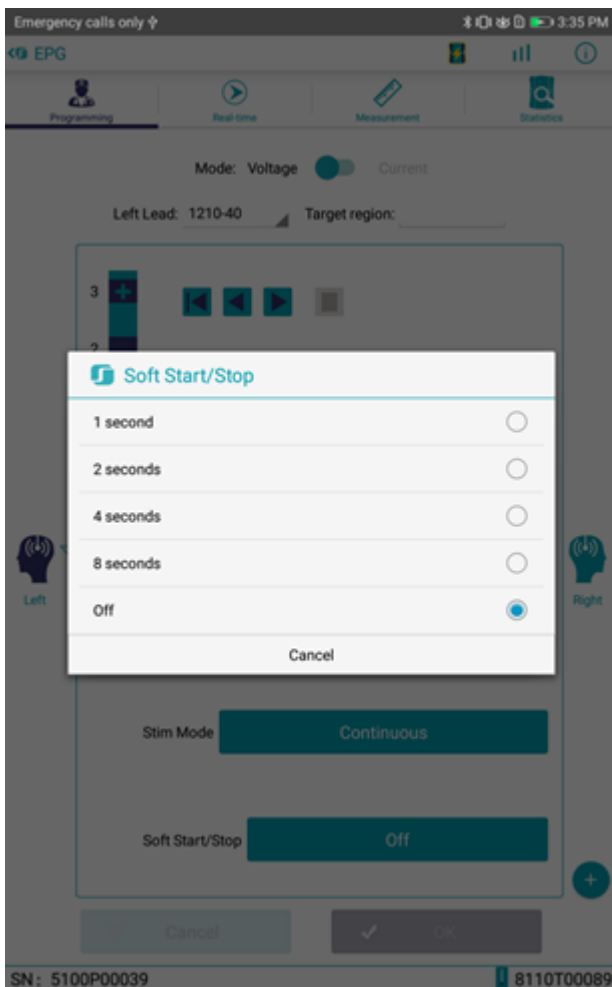 Emergency calls only 3:35 PM
EPG
Programming Real-time Measurement Statistics
Mode: Voltage Current
Left Lead: 1210-40 Target region:
3
2
Soft Start/Stop
1 second
2 seconds
4 seconds
8 seconds
Off
Cancel
Left Right
Stim Mode Continuous
Soft Start/Stop Off
Cancel OK
SN: 5100P00039 8110T00089